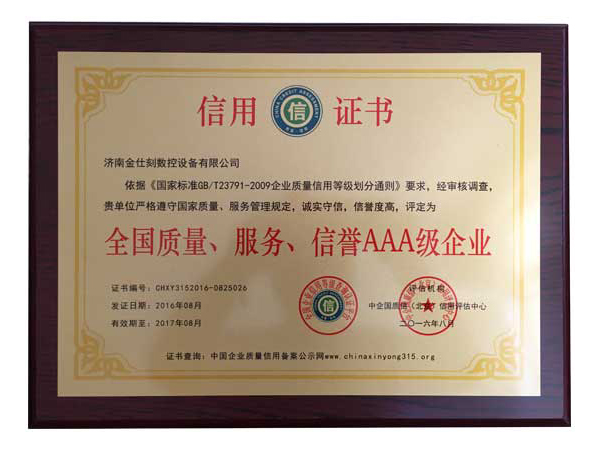 信用 证书
CHINA CREDIT ASSESSMENT
信
济南金仕刻数控设备有限公司
依据《国家标准GB/T23791-2009企业质量信用等级划分通则》要求，经审核调查，
贵单位严格遵守国家质量、服务管理规定，诚实守信，信誉度高，评定为
全国质量、服务、信誉AAA级企业
证书编号：CHXY3152016-0825026
评估机构
发证日期：2016年08月
中企国质信（北京）信用评估中心
有效期至：2017年08月
二〇一六年八月
信
证书查询：中国企业质量信用备案公示网www.chinaxinyong315.org